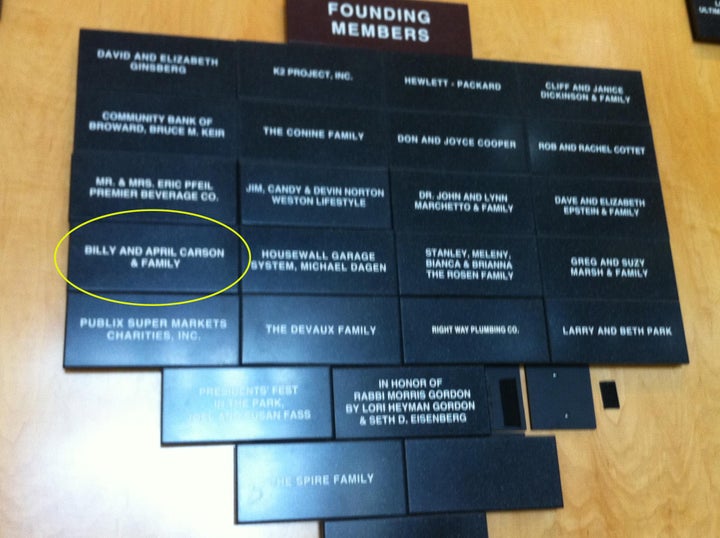 FOUNDING
MEMBERS
DAVID AND ELIZABETH
GINSBERG
K2 PROJECT, INC.
HEWLETT - PACKARD
CLIFF AND JANICE
DICKINSON & FAMILY
COMMUNITY BANK OF
BROWARD, BRUCE M. KEIR
THE CONINE FAMILY
DON AND JOYCE COOPER
ROB AND RACHEL COTTET
MR. & MRS. ERIC PFEIL
PREMIER BEVERAGE CO.
JIM, CANDY & DEVIN NORTON
WESTON LIFESTYLE
DR. JOHN AND LYNN
MARCHETTO & FAMILY
DAVE AND ELIZABETH
EPSTEIN & FAMILY
BILLY AND APRIL CARSON
& FAMILY
HOUSEWALL GARAGE
SYSTEM, MICHAEL DAGEN
STANLEY, MELENY,
BIANCA & BRIANNA
THE ROSEN FAMILY
GREG AND SUZY
MARSH & FAMILY
PUBLIX SUPER MARKETS
CHARITIES, INC.
THE DEVAUX FAMILY
RIGHT WAY PLUMBING CO.
LARRY AND BETH PARK
PRESIDENTS' FEST
IN THE PARK,
JOEL AND SUSAN FASS
IN HONOR OF
RABBI MORRIS GORDON
BY LORI HEYMAN GORDON
& SETH D. EISENBERG
THE SPIRE FAMILY